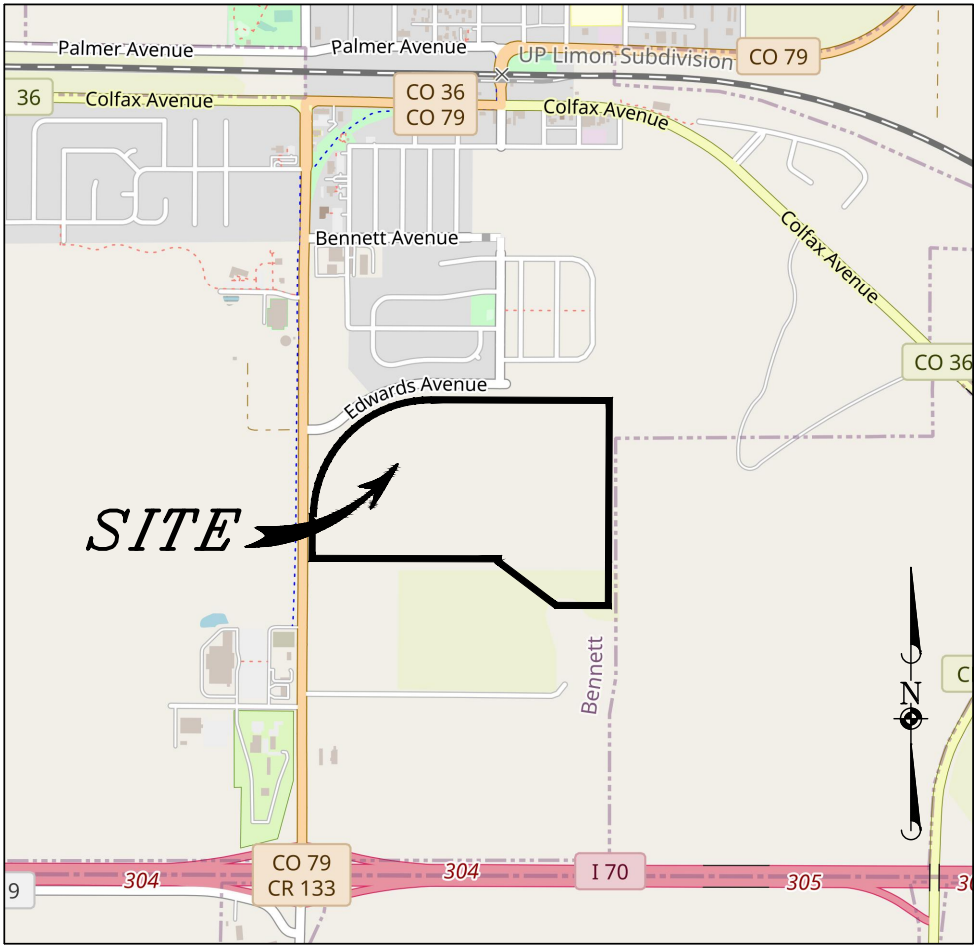 Palmer Avenue
Palmer Avenue
UP Limon Subdivision
CO 79
36
Colfax Avenue
CO 36
CO 79
Colfax Avenue
Bennett Avenue
Colfax Avenue
CO 36
Edwards Avenue
SITE
Bennett
C
N
CO 79
CR 133
304
304
I 70
305
30
9